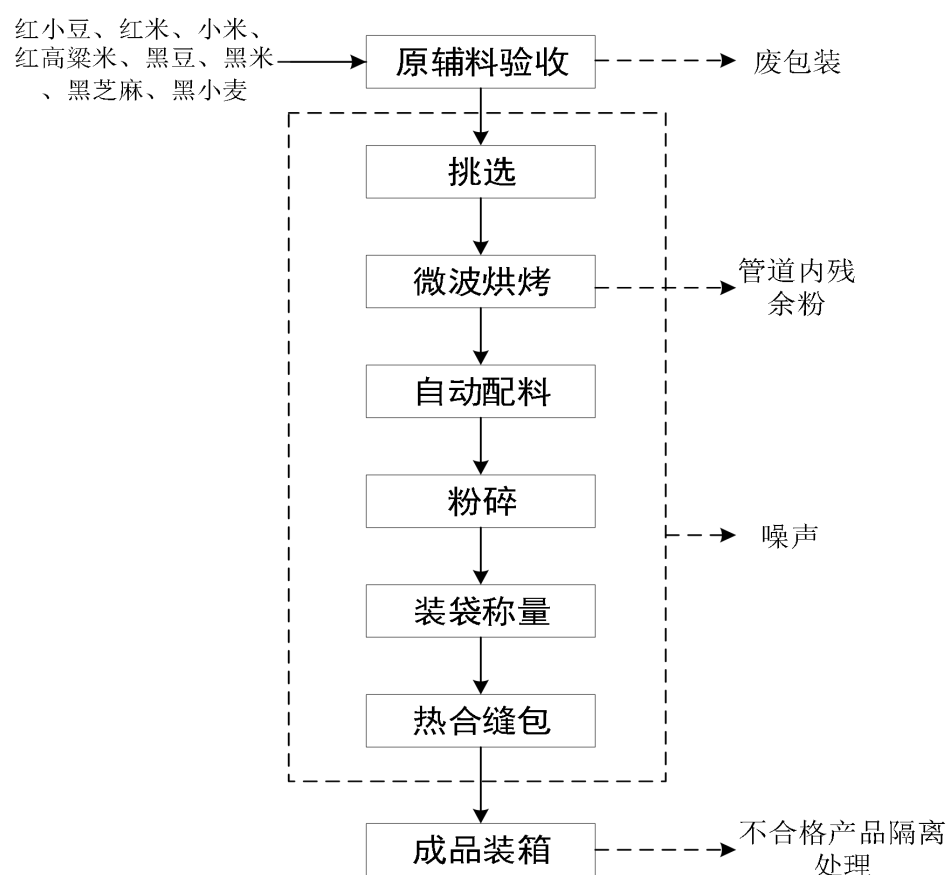 红小豆、红米、小米、
红高粱米、黑豆、黑米
、黑芝麻、黑小麦
原辅料验收
废包装
挑选
微波烘烤
管道内残
余粉
自动配料
粉碎
噪声
装袋称量
热合缝包
成品装箱
不合格产品隔离
处理